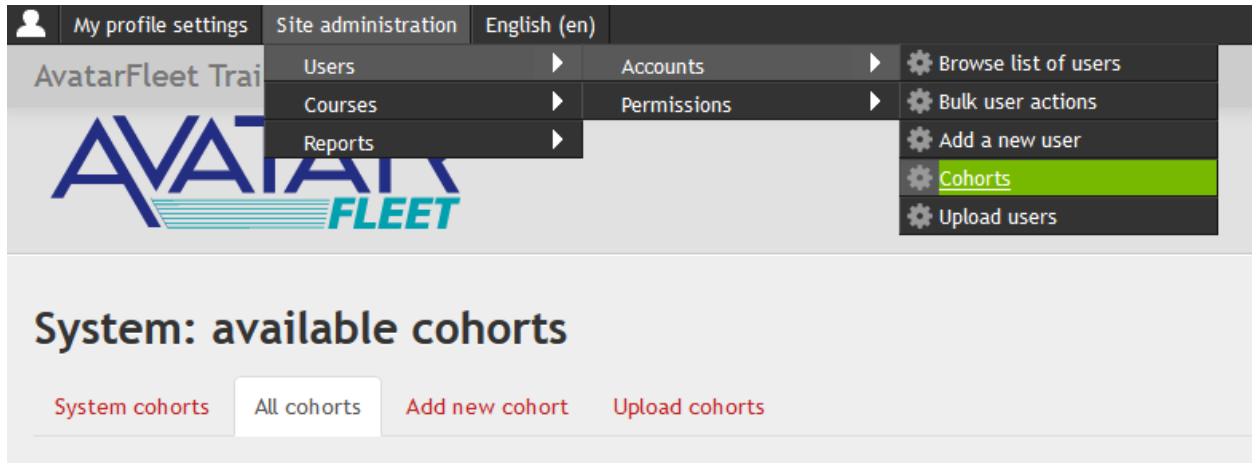 My profile settings Site administration English (en)
AvatarFleet Trai
Users Accounts Browse list of users
Courses Permissions Bulk user actions
Reports Add a new user
Cohorts
Upload users
AVATAR
FLEET
System: available cohorts
System cohorts All cohorts Add new cohort Upload cohorts